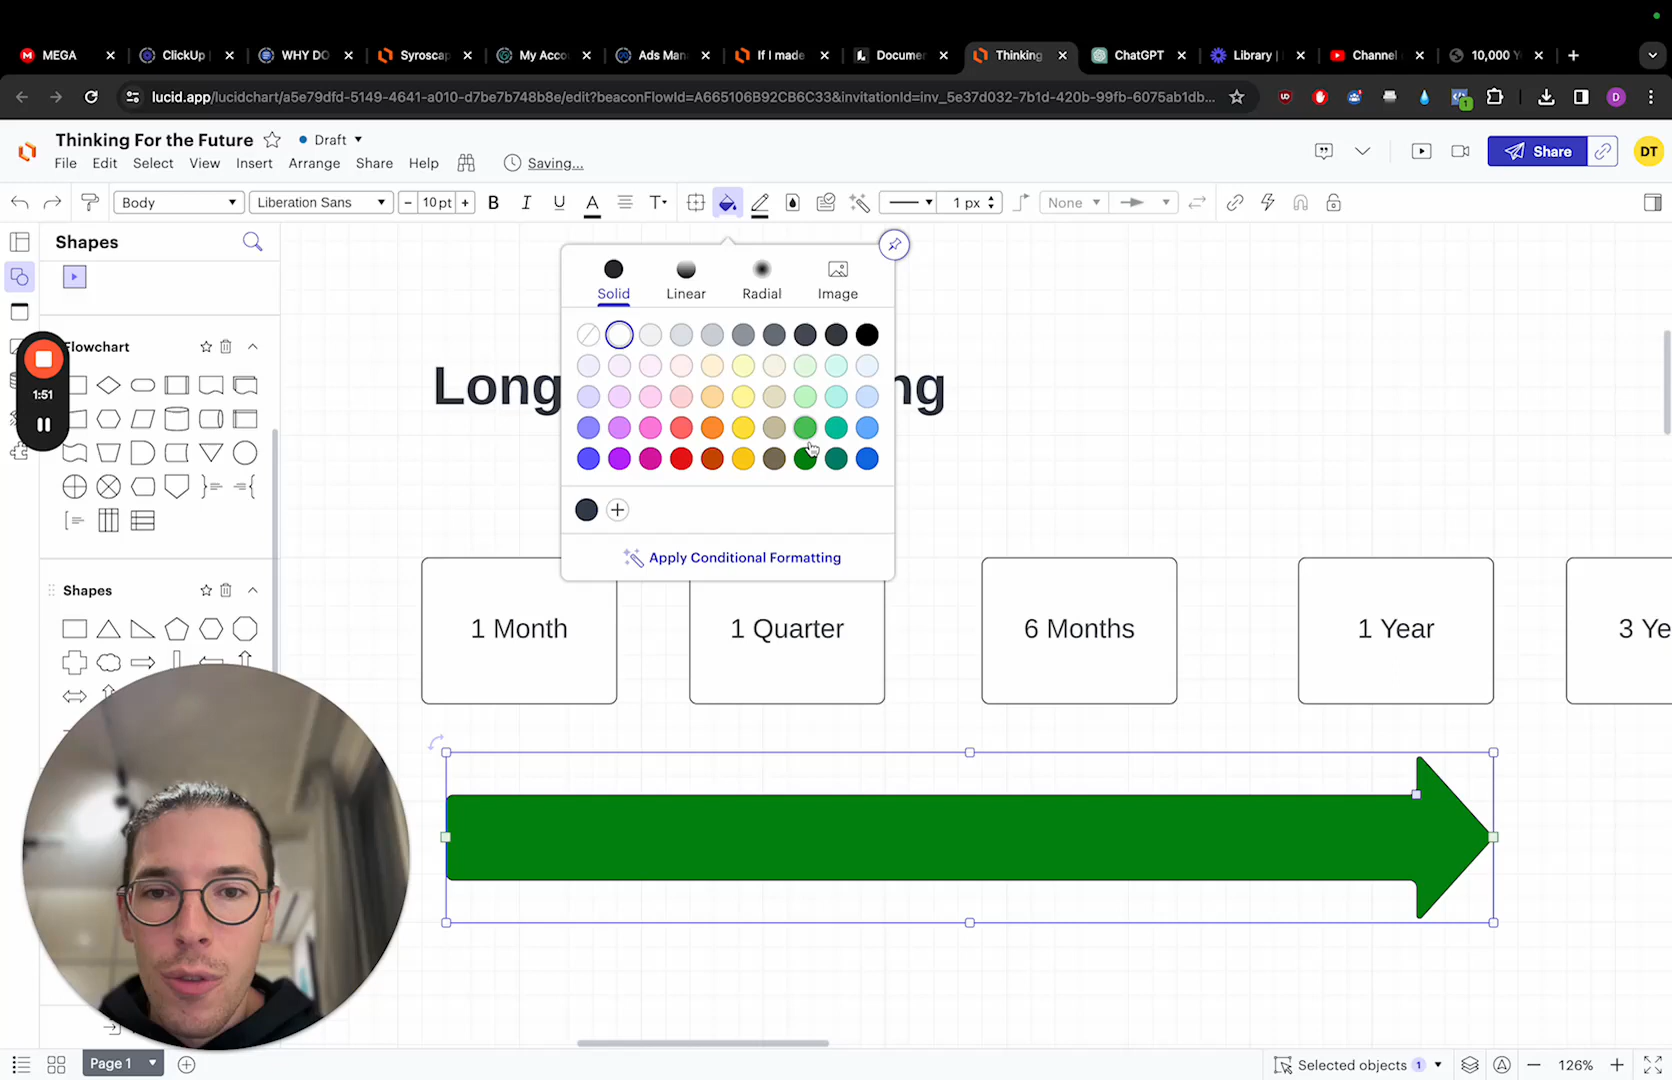 MEGA
ClickUp
WHY DO
Syroscap
My Acco
Ads Man
If I made
Docume
Thinking
ChatGPT
Library |
Channel
10,000 Y
lucid.app/lucidchart/a5e79dfd-5149-4641-a010-d7be7b748b8e/edit?beaconFlowId=A665106B92CB6C33&invitationId=inv_5e37d032-7b1d-420b-99fb-6075ab1db...
1
D
Thinking For the Future
Draft
File Edit Select View Insert Arrange Share Help
Saving...
Share
DT
Body
Liberation Sans
10 pt
B I U A T
1 px
None
Shapes
Solid
Linear
Radial
Image
1:51
Flowchart
Long
ng
Apply Conditional Formatting
Shapes
1 Month
1 Quarter
6 Months
1 Year
3 Ye
Page 1
Selected objects 1
126%